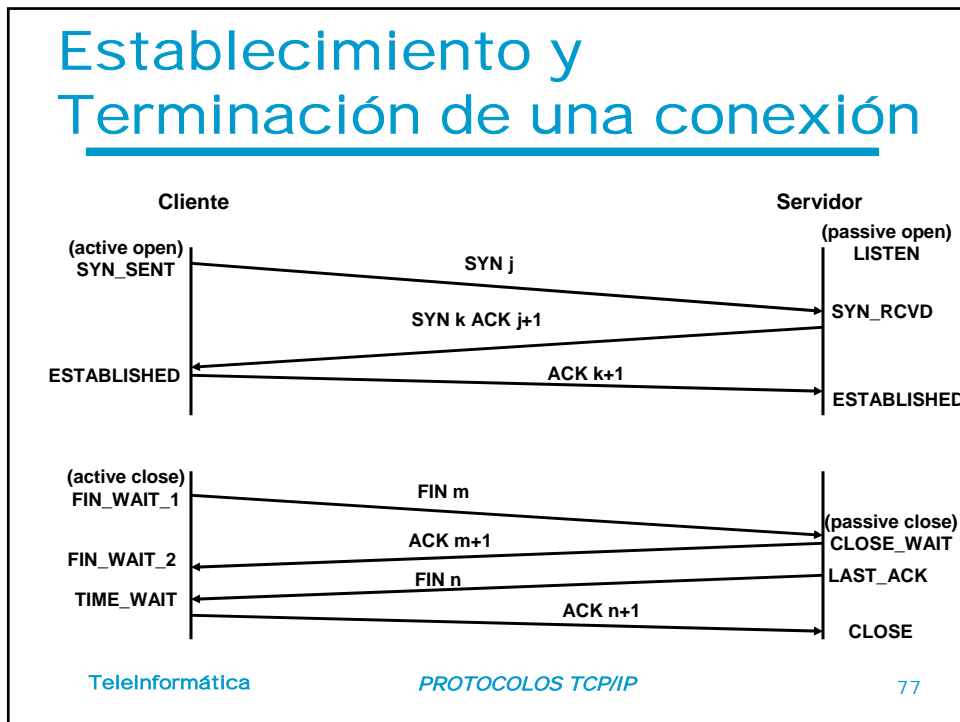 Establecimiento y
Terminación de una conexión
Cliente
Servidor
(active open)
SYN_SENT
(passive open)
LISTEN
SYN j
SYN_RCVD
SYN k ACK j+1
ESTABLISHED
ACK k+1
ESTABLISHED
(active close)
FIN_WAIT_1
FIN m
(passive close)
CLOSE_WAIT
ACK m+1
FIN_WAIT_2
FIN n
LAST_ACK
TIME_WAIT
ACK n+1
CLOSE
Teleinformática
PROTOCOLOS TCP/IP
77